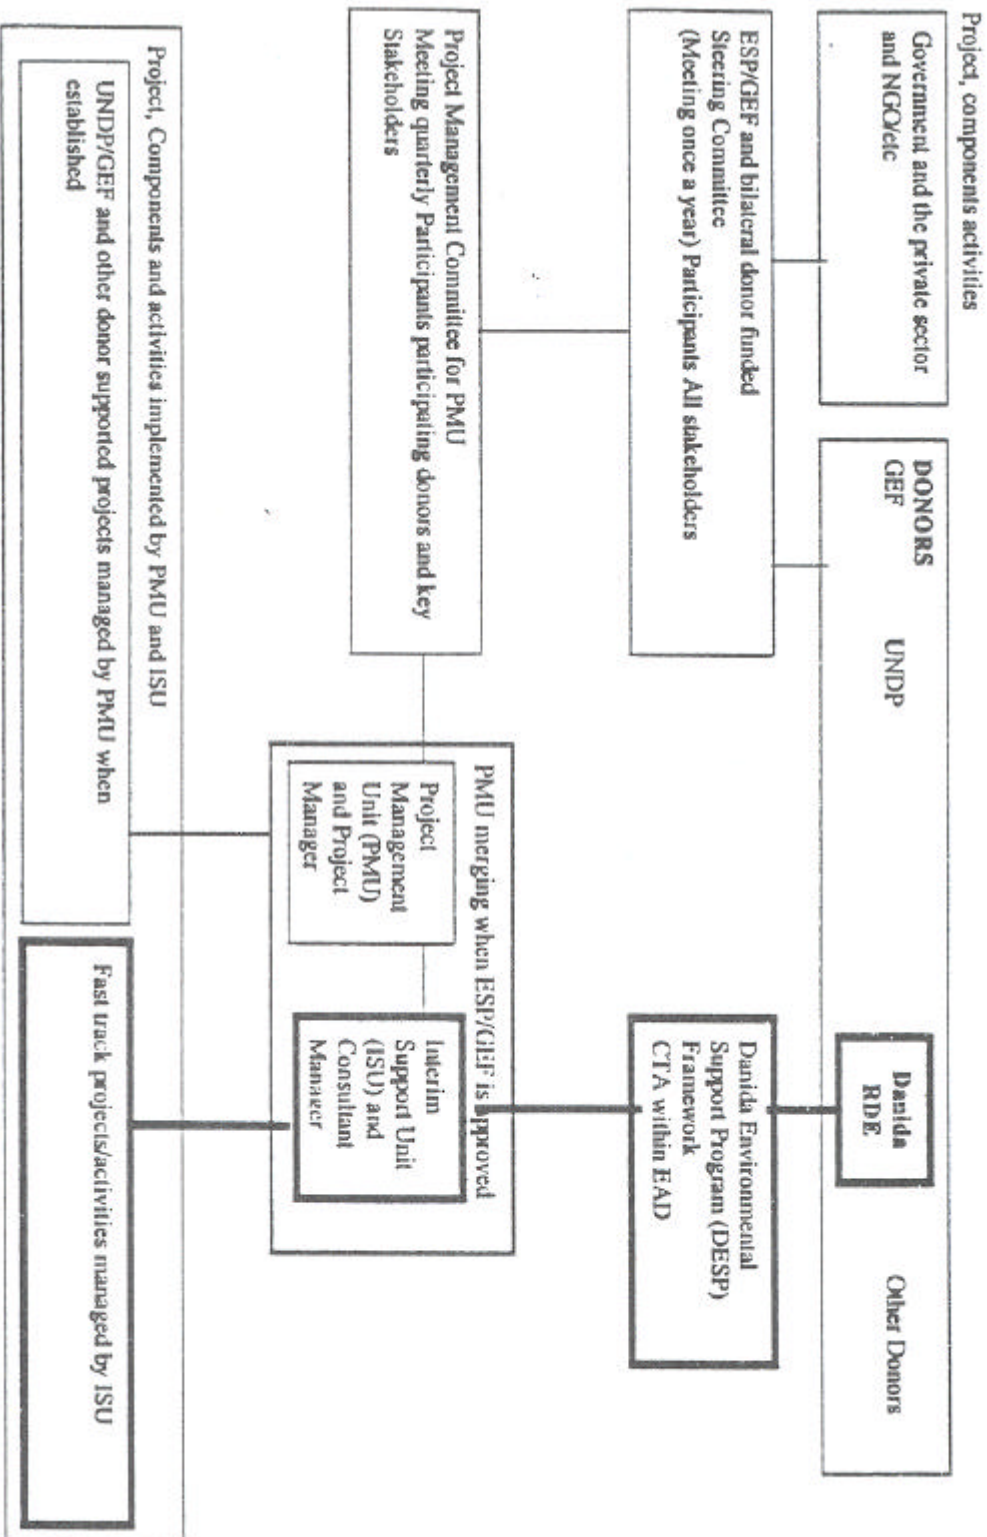 Project, components activities
Government and the private sector
and NGO/etc
DONORS
GEF
UNDP
Danida
RDE
Other Donors
ESP/GEF and bilateral donor funded
Steering Committee
(Meeting once a year) Participants All stakeholders
Danida Environmental
Support Program (DESP)
Framework
CTA within EAD
Project Management Committee for PMU
Meeting quarterly Participants participating donors and key
Stakeholders
PMU merging when ESP/GEF is approved
Project
Management
Unit (PMU)
and Project
Manager
Interim
Support Unit
(ISU) and
Consultant
Manager
Project, Components and activities implemented by PMU and ISU
UNDP/GEF and other donor supported projects managed by PMU when
established
Fast track projects/activities managed by ISU